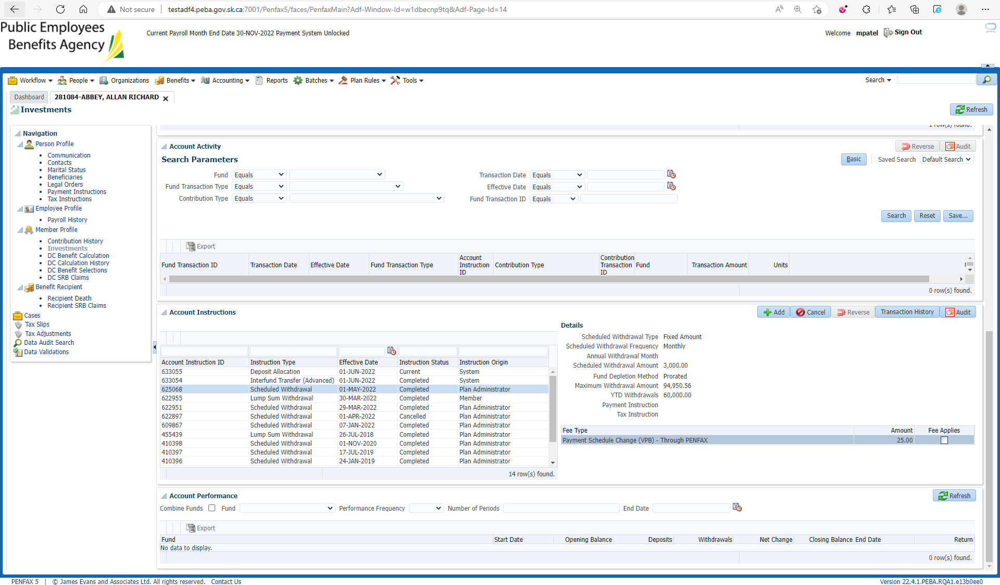 Not secure | testadf4.peba.gov.sk.ca:7001/Penfax5/faces/PenfaxMain?Adf-Window-Id=w1dbecnp9tq&Adf-Page-Id=14
Public Employees
Benefits Agency
Current Payroll Month End Date 30-NOV-2022 Payment System Unlocked
Welcome mpatel Sign Out
Workflow People Organizations Benefits Accounting Reports Batches Plan Rules Tools Search
Dashboard 281084-ABBEY, ALLAN RICHARD
Investments Refresh
Navigation
Person Profile
Communication
Contacts
Marital Status
Beneficiaries
Legal Orders
Payment Instructions
Tax Instructions
Employee Profile
Payroll History
Member Profile
Contribution History
Investments
DC Benefit Calculation
DC Calculation History
DC Benefit Selections
DC SRB Claims
Benefit Recipient
Recipient Death
Recipient SRB Claims
Cases
Tax Slips
Tax Adjustments
Data Audit Search
Data Validations
1 row(s) found.
Account Activity Reverse Audit
Search Parameters Basic Saved Search Default Search
Fund Equals Transaction Date Equals
Fund Transaction Type Equals Effective Date Equals
Contribution Type Equals Fund Transaction ID Equals
Search Reset Save...
Export
Fund Transaction ID Transaction Date Effective Date Fund Transaction Type Account Instruction ID Contribution Type Contribution Transaction ID Fund Transaction Amount Units
0 row(s) found.
Account Instructions Add Cancel Reverse Transaction History Audit
Account Instruction ID Instruction Type Effective Date Instruction Status Instruction Origin
633055 Deposit Allocation 01-JUN-2022 Current System
633054 Interfund Transfer (Advanced) 01-JUN-2022 Completed System
625068 Scheduled Withdrawal 01-MAY-2022 Completed Plan Administrator
622955 Lump Sum Withdrawal 30-MAR-2022 Completed Member
622951 Scheduled Withdrawal 29-MAR-2022 Completed Plan Administrator
622897 Scheduled Withdrawal 01-APR-2022 Cancelled Plan Administrator
609867 Scheduled Withdrawal 07-JAN-2022 Completed Plan Administrator
455439 Lump Sum Withdrawal 26-JUL-2018 Completed Plan Administrator
410398 Scheduled Withdrawal 01-NOV-2020 Completed Plan Administrator
410397 Scheduled Withdrawal 17-JUL-2019 Completed Plan Administrator
410396 Scheduled Withdrawal 24-JAN-2019 Completed Plan Administrator
14 row(s) found.
Details
Scheduled Withdrawal Type Fixed Amount
Scheduled Withdrawal Frequency Monthly
Annual Withdrawal Month
Scheduled Withdrawal Amount 3,000.00
Fund Depletion Method Prorated
Maximum Withdrawal Amount 94,950.56
YTD Withdrawals 60,000.00
Payment Instruction
Tax Instruction
Fee Type Amount Fee Applies
Payment Schedule Change (VPB) - Through PENFAX 25.00
Account Performance Refresh
Combine Funds Fund Performance Frequency Number of Periods End Date
Export
Fund Start Date Opening Balance Deposits Withdrawals Net Change Closing Balance End Date Return
No data to display.
0 row(s) found.
PENFAX 5 | © James Evans and Associates Ltd. All rights reserved. Contact Us Version 22.4.1.PEBA.RQA1.e13b0ee0